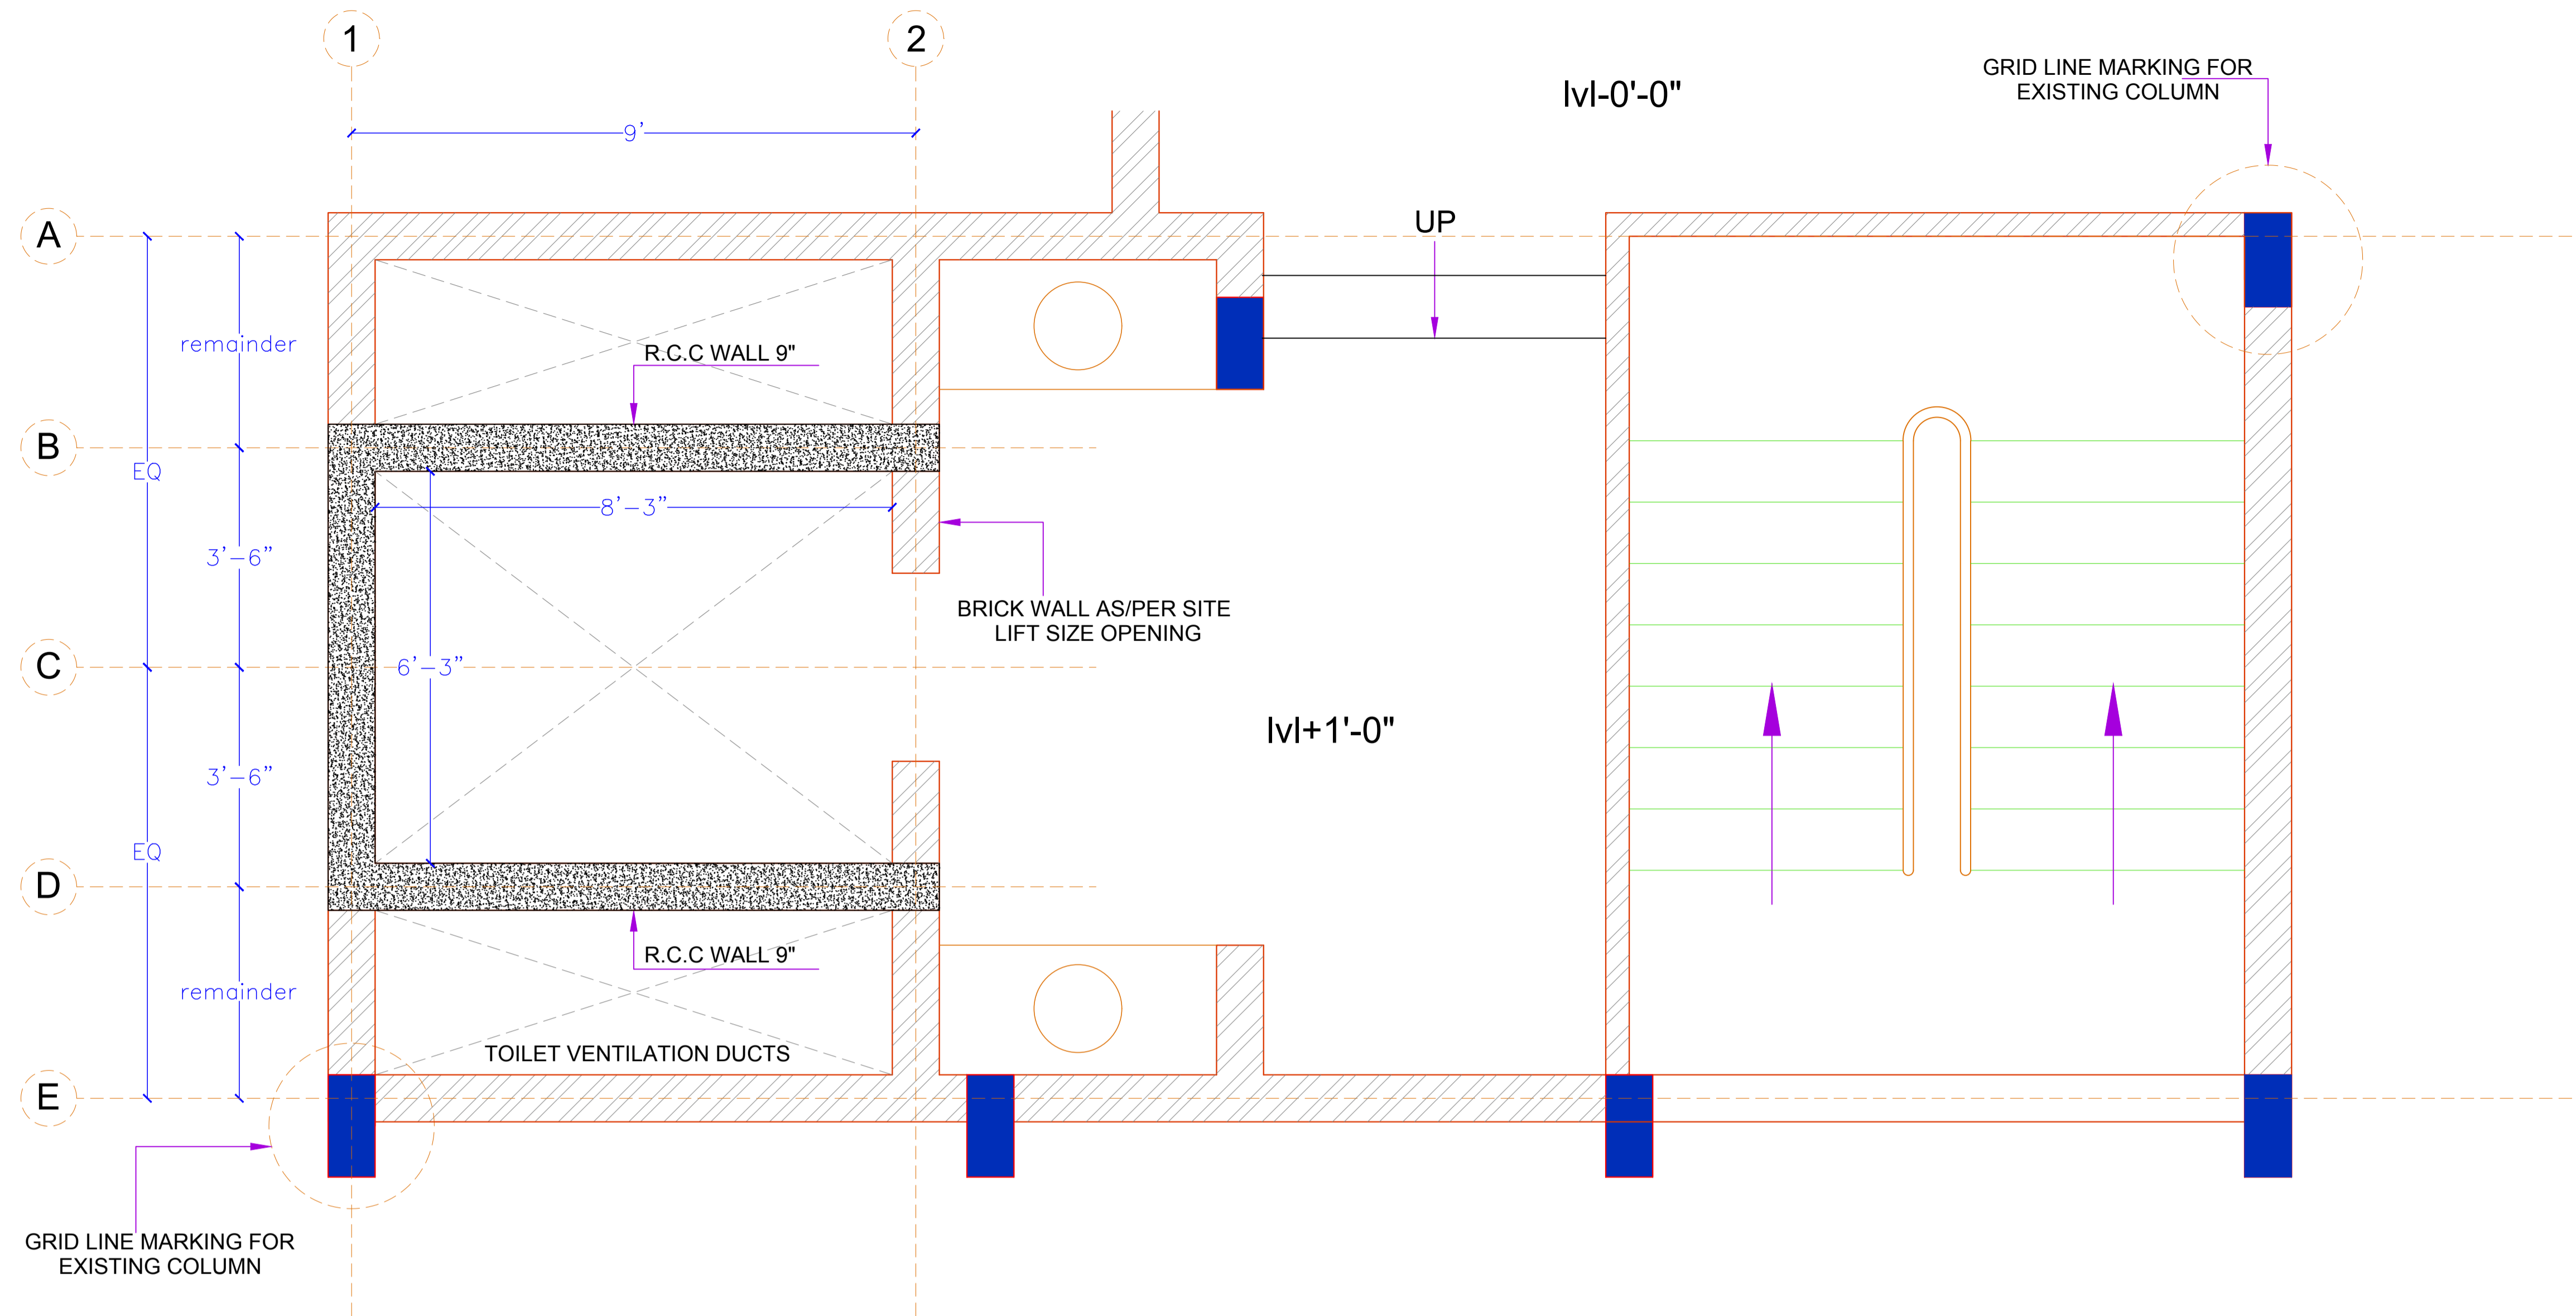 1
2
lvl-0'-0"
GRID LINE MARKING FOR
EXISTING COLUMN
9'
A
UP
remainder
R.C.C WALL 9"
B
EQ
8'-3"
3'-6"
BRICK WALL AS/PER SITE
LIFT SIZE OPENING
C
6'-3"
lvl+1'-0"
3'-6"
EQ
D
R.C.C WALL 9"
remainder
TOILET VENTILATION DUCTS
E
GRID LINE MARKING FOR
EXISTING COLUMN